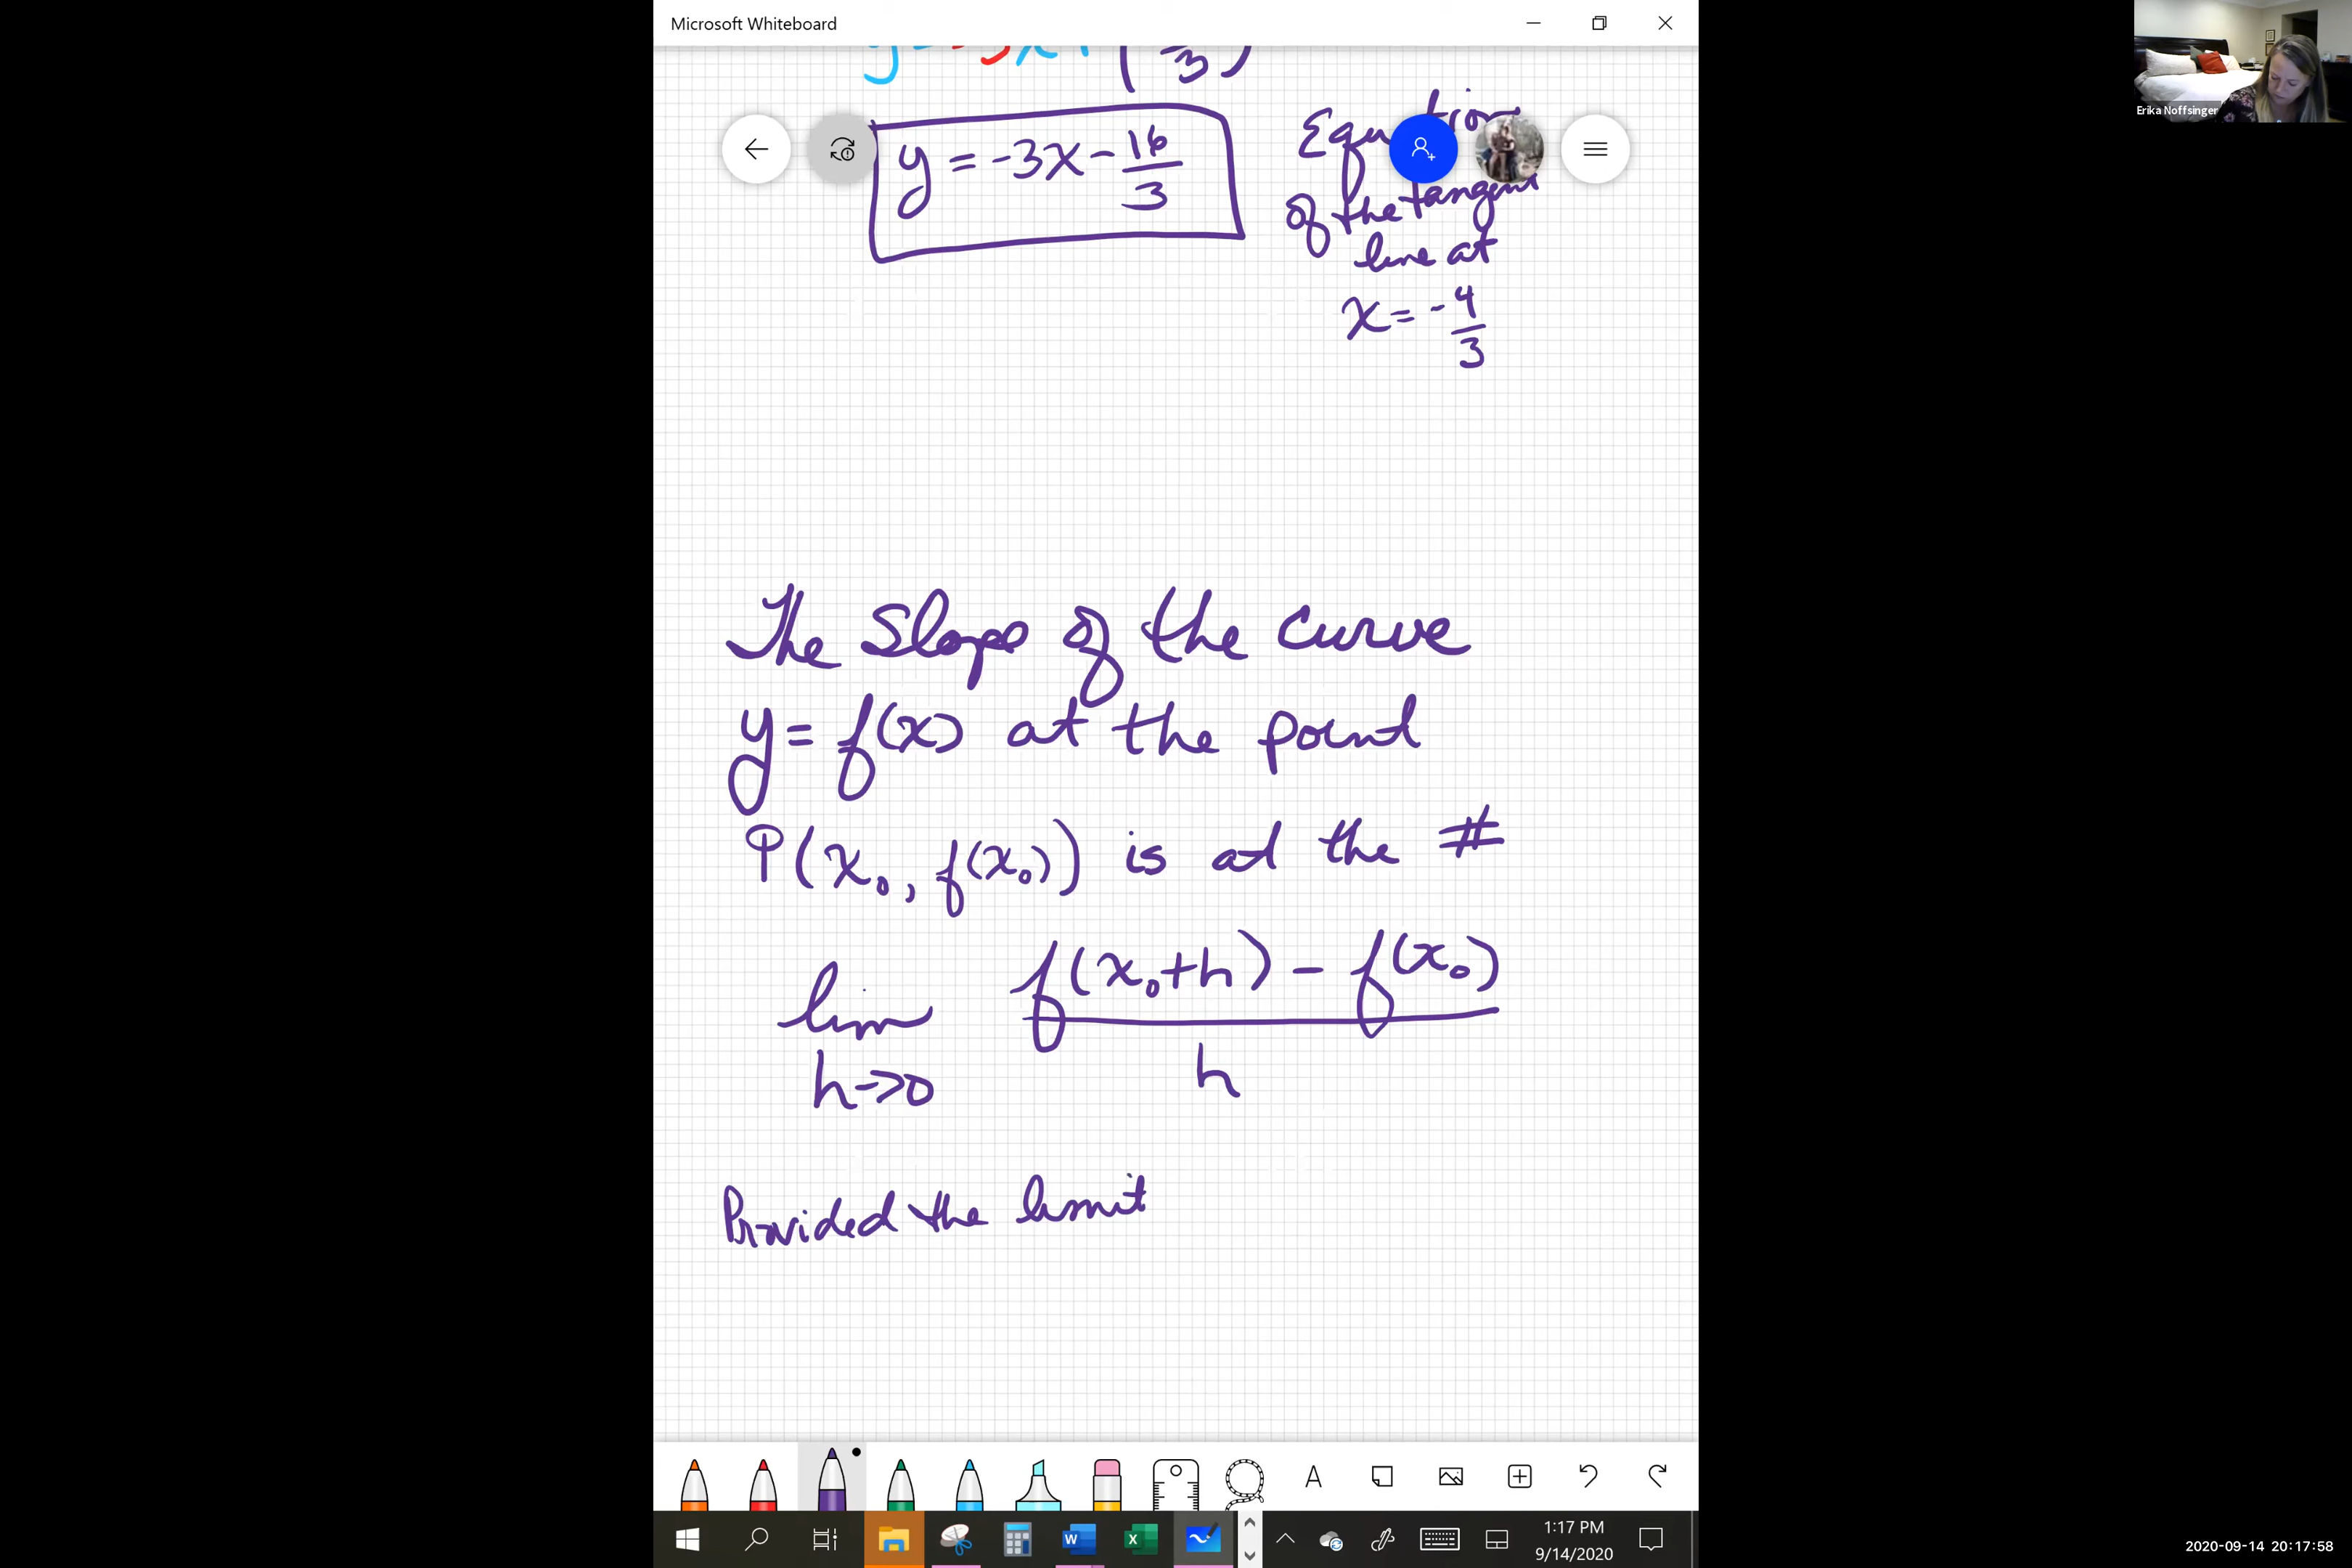 Microsoft Whiteboard
Erika Noffsinger
y = -3x - 16/3
Equation
of the tangent
line at
x = -4/3
The Slope of the curve
y = f(x) at the point
P(x₀, f(x₀)) is at the #
lim h->0 f(x₀+h) - f(x₀) / h
Provided the limit
1:17 PM
9/14/2020
2020-09-14 20:17:58